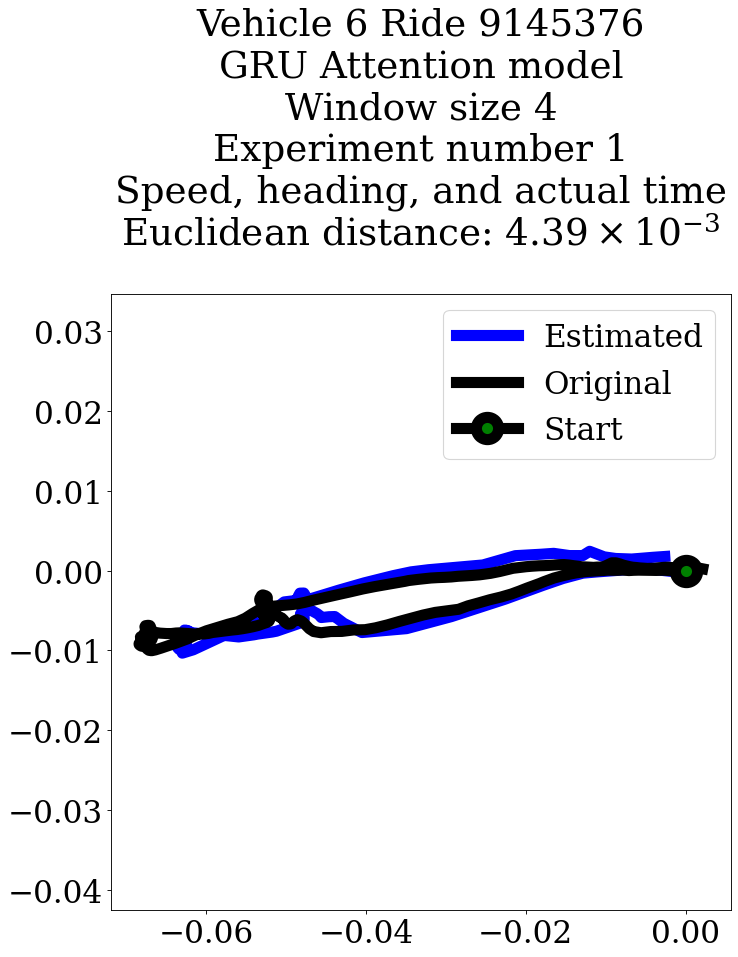 Vehicle 6 Ride 9145376
GRU Attention model
Window size 4
Experiment number 1
Speed, heading, and actual time
Euclidean distance: 4.39 × 10⁻³
Estimated
Original
Start
0.03
0.02
0.01
0.00
−0.01
−0.02
−0.03
−0.04
−0.06
−0.04
−0.02
0.00